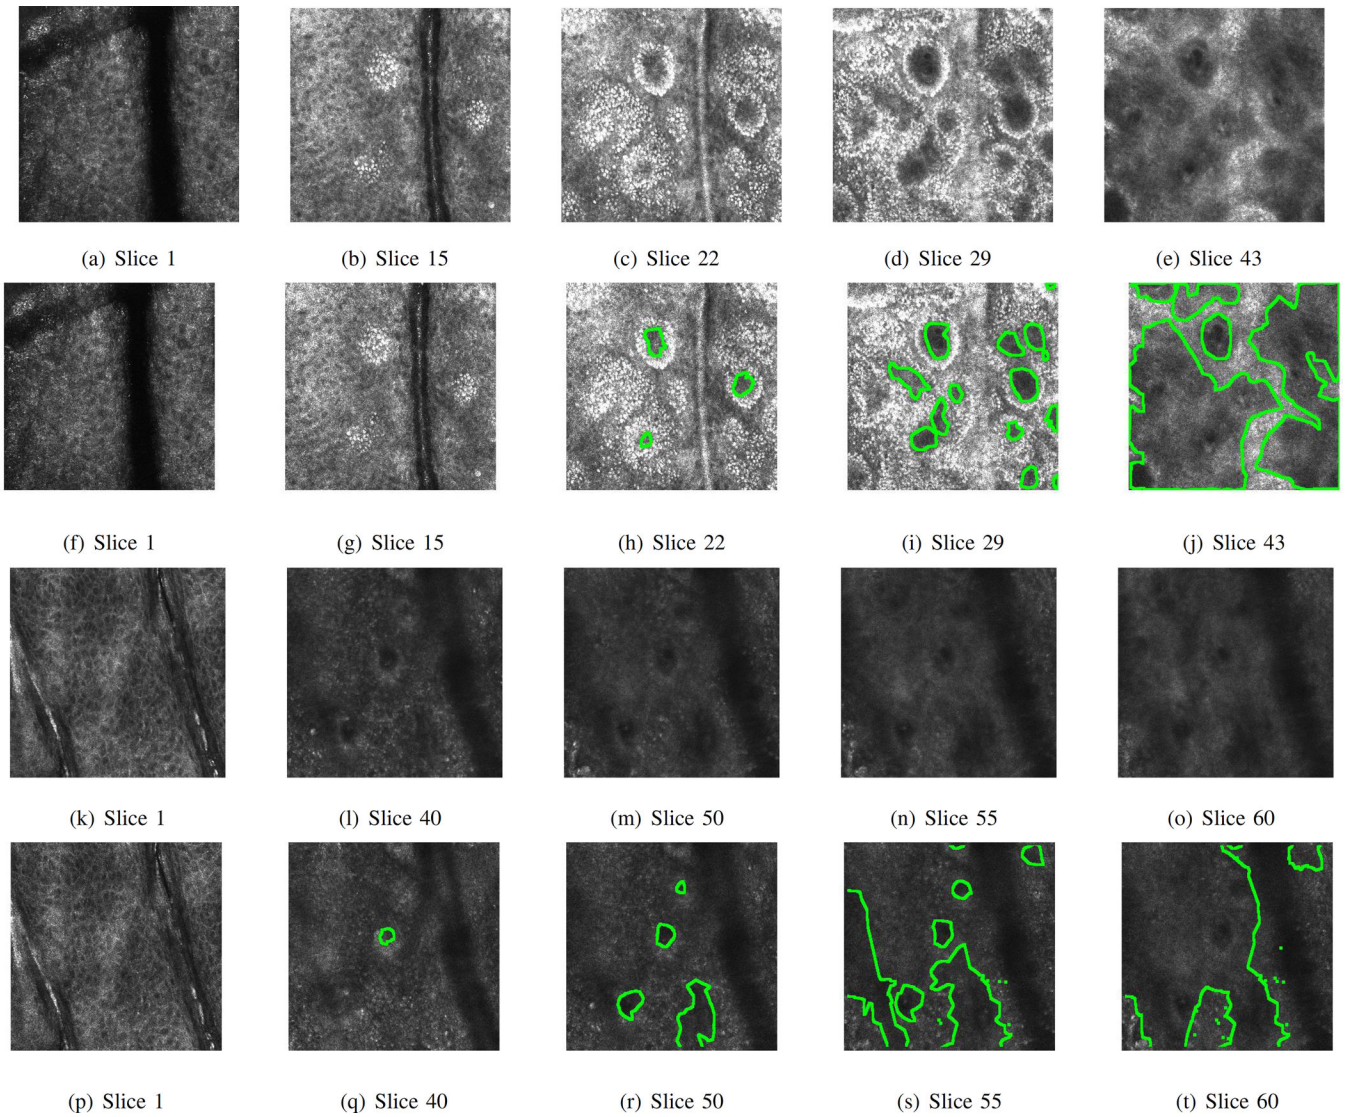 (a) Slice 1 (b) Slice 15 (c) Slice 22 (d) Slice 29 (e) Slice 43
(f) Slice 1 (g) Slice 15 (h) Slice 22 (i) Slice 29 (j) Slice 43
(k) Slice 1 (l) Slice 40 (m) Slice 50 (n) Slice 55 (o) Slice 60
(p) Slice 1 (q) Slice 40 (r) Slice 50 (s) Slice 55 (t) Slice 60